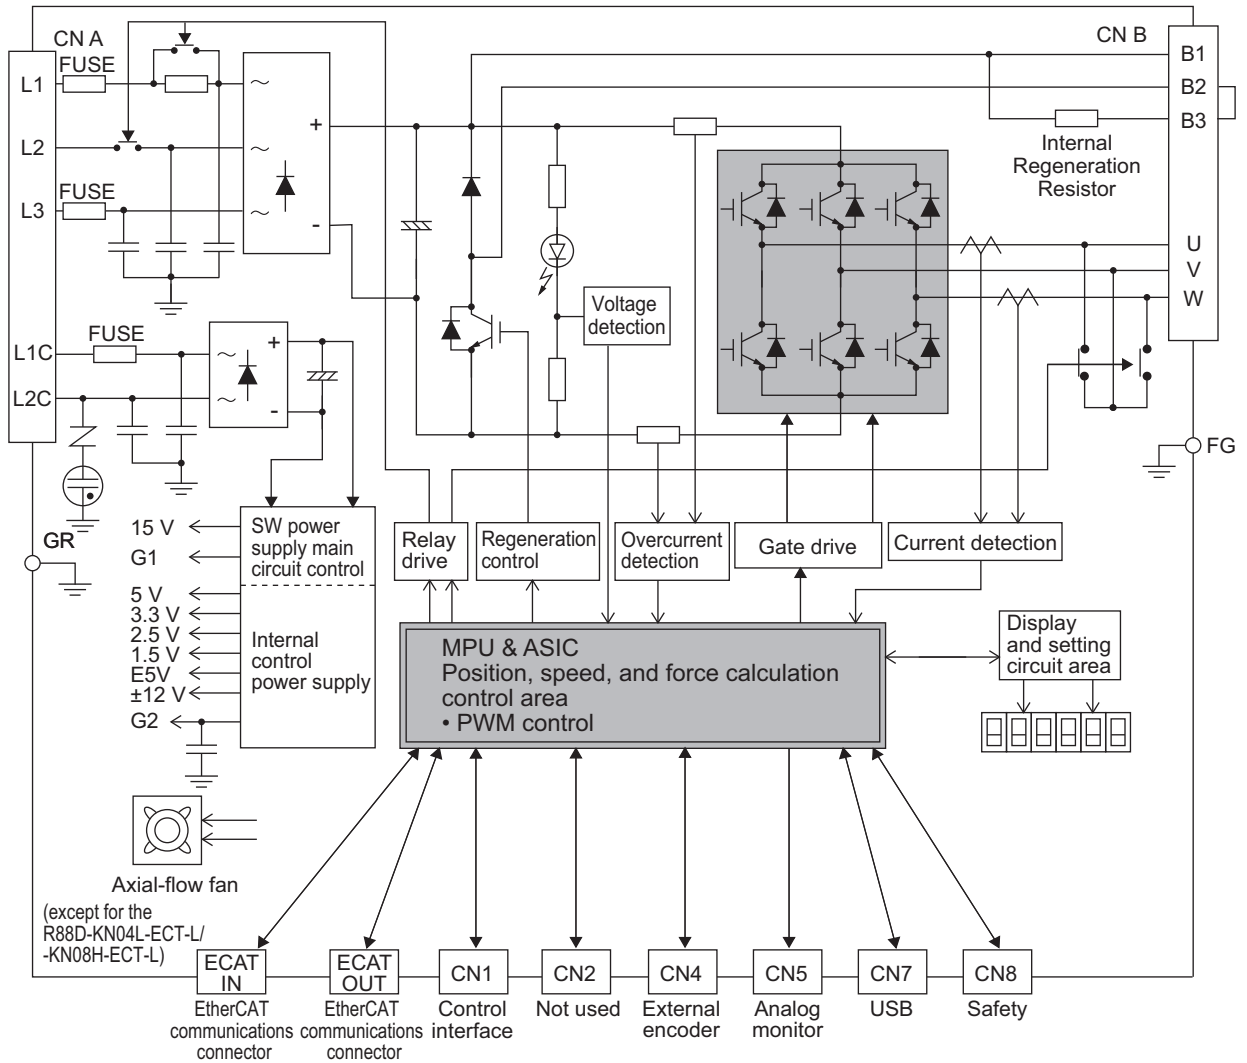 CN A
CN B
FUSE
L1
L2
FUSE
L3
+
-
B1
B2
B3
Internal
Regeneration
Resistor
U
V
W
Voltage
detection
FUSE
L1C
L2C
+
-
FG
GR
15 V
G1
5 V
3.3 V
2.5 V
1.5 V
E5V
±12 V
G2
SW power
supply main
circuit control
Internal
control
power supply
Relay
drive
Regeneration
control
Overcurrent
detection
Gate drive
Current detection
MPU & ASIC
Position, speed, and force calculation
control area
• PWM control
Display
and setting
circuit area
Axial-flow fan
(except for the
R88D-KN04L-ECT-L/
-KN08H-ECT-L)
ECAT
IN
EtherCAT
communications
connector
ECAT
OUT
EtherCAT
communications
connector
CN1
Control
interface
CN2
Not used
CN4
External
encoder
CN5
Analog
monitor
CN7
USB
CN8
Safety